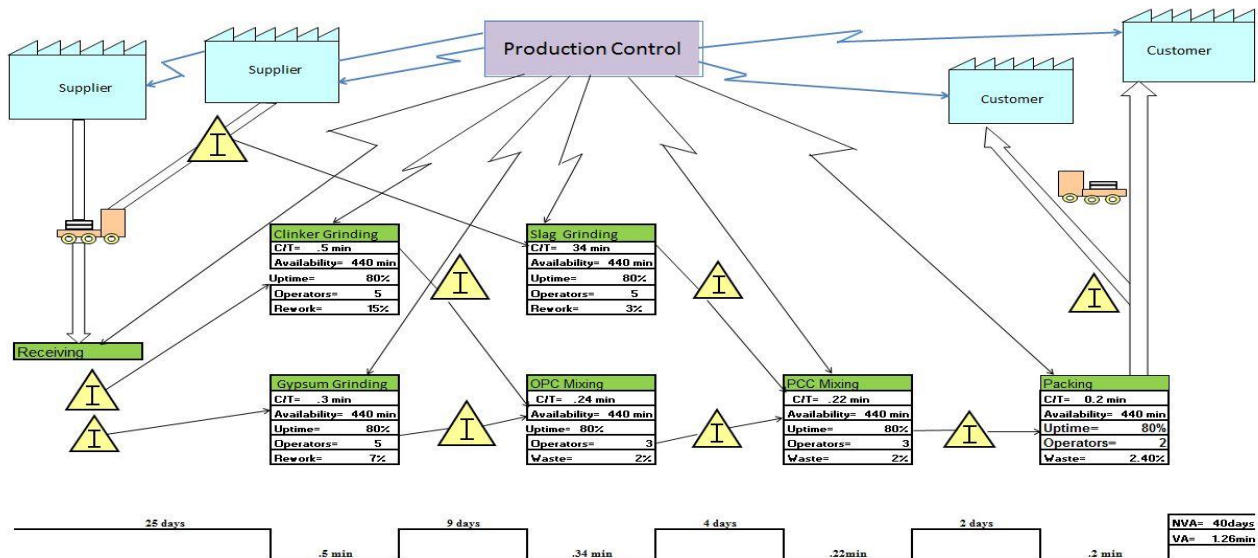 Production Control
Supplier
Supplier
Customer
Customer
I
Clinker Grinding
C/T= .5 min
Availability= 440 min
Uptime= 80%
Operators= 5
Rework= 15%
Slag Grinding
C/T= 34 min
Availability= 440 min
Uptime= 80%
Operators= 5
Rework= 3%
I
I
I
Receiving
I
I
Gypsum Grinding
C/T= .3 min
Availability= 440 min
Uptime= 80%
Operators= 5
Rework= 7%
I
OPC Mixing
C/T= .24 min
Availability= 440 min
Uptime= 80%
Operators= 3
Waste= 2%
I
PCC Mixing
C/T= .22 min
Availability= 440 min
Uptime= 80%
Operators= 3
Waste= 2%
I
Packing
C/T= 0.2 min
Availability= 440 min
Uptime= 80%
Operators= 2
Waste= 2.40%
25 days
9 days
4 days
2 days
.5 min
.34 min
.22min
.2 min
NVA= 40days
VA= 1.26min